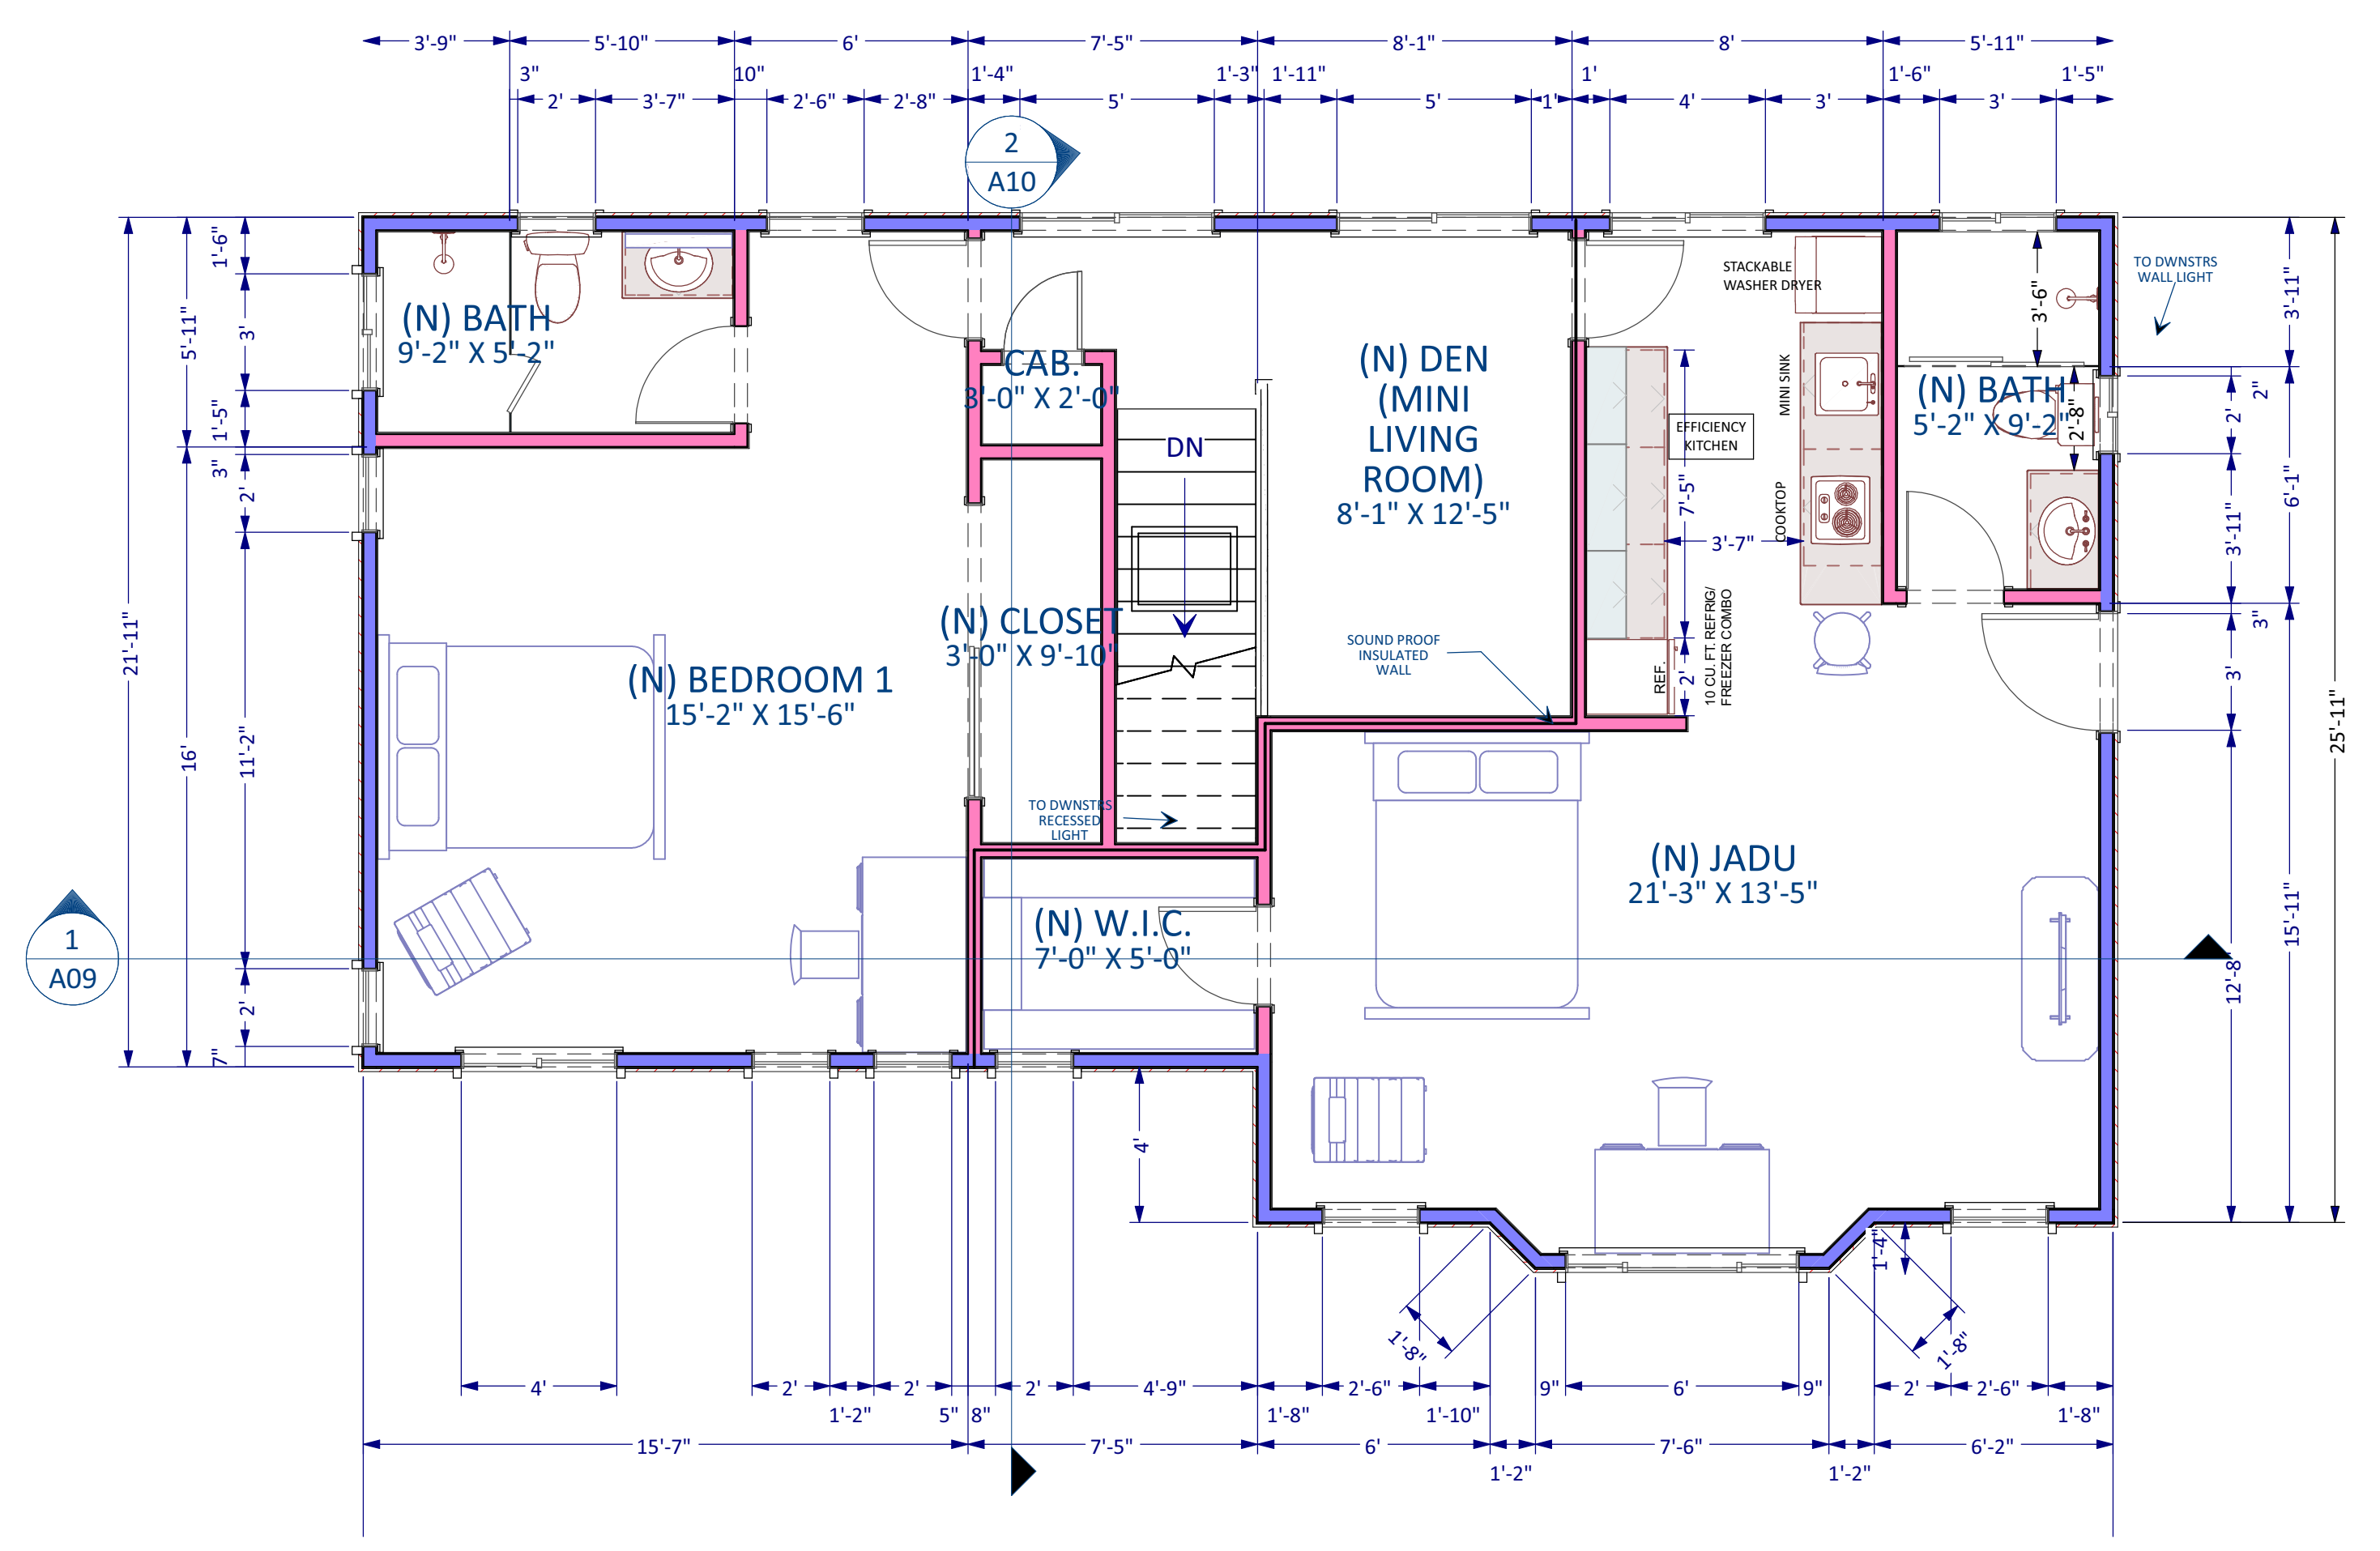 3'-9" 5'-10" 6' 7'-5" 8'-1" 8' 5'-11"
3" 10" 1'-4" 1'-3" 1'-11" 1' 1'-6" 1'-5"
2' 3'-7" 2'-6" 2'-8" 5' 5' 1' 4' 3' 3'
2
A10
1'-6"
3'
5'-11"
1'-5"
3"
2'
21'-11"
16'
11'-2"
2'
7"
(N) BATH
9'-2" X 5'-2"
CAB.
3'-0" X 2'-0"
DN
(N) DEN
(MINI
LIVING
ROOM)
8'-1" X 12'-5"
STACKABLE
WASHER DRYER
MINI SINK
EFFICIENCY
KITCHEN
COOKTOP
7'-5"
3'-7"
2'
REF.
10 CU. FT. REFRIG/
FREEZER COMBO
3'-6"
(N) BATH
5'-2" X 9'-2"
2'-8"
TO DWNSTRS
WALL LIGHT
3'-11"
2"
2'
6'-1"
3'-11"
3"
3'
25'-11"
15'-11"
12'-8"
(N) CLOSET
3'-0" X 9'-10"
(N) BEDROOM 1
15'-2" X 15'-6"
SOUND PROOF
INSULATED
WALL
TO DWNSTRS
RECESSED
LIGHT
(N) JADU
21'-3" X 13'-5"
(N) W.I.C.
7'-0" X 5'-0"
1
A09
4'
1'-4"
1'-8"
1'-8"
4' 2' 2' 2' 4'-9" 2'-6" 9" 6' 9" 2' 2'-6"
1'-2" 5" 8" 1'-8" 1'-10" 1'-8"
15'-7" 7'-5" 6' 7'-6" 6'-2"
1'-2" 1'-2"